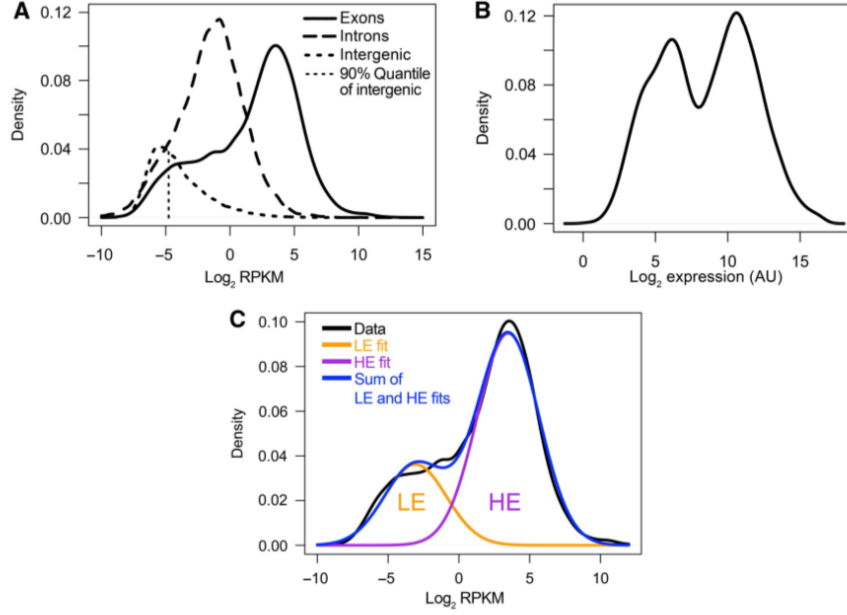 A
0.12
0.08
0.04
0.00
Density
−10
−5
0
5
10
15
Log2 RPKM
Exons
Introns
Intergenic
90% Quantile
of intergenic
B
0.12
0.08
0.04
0.00
Density
0
5
10
15
Log2 expression (AU)
C
0.10
0.08
0.06
0.04
0.02
0.00
Density
−10
−5
0
5
10
Log2 RPKM
Data
LE fit
HE fit
Sum of
LE and HE fits
LE
HE